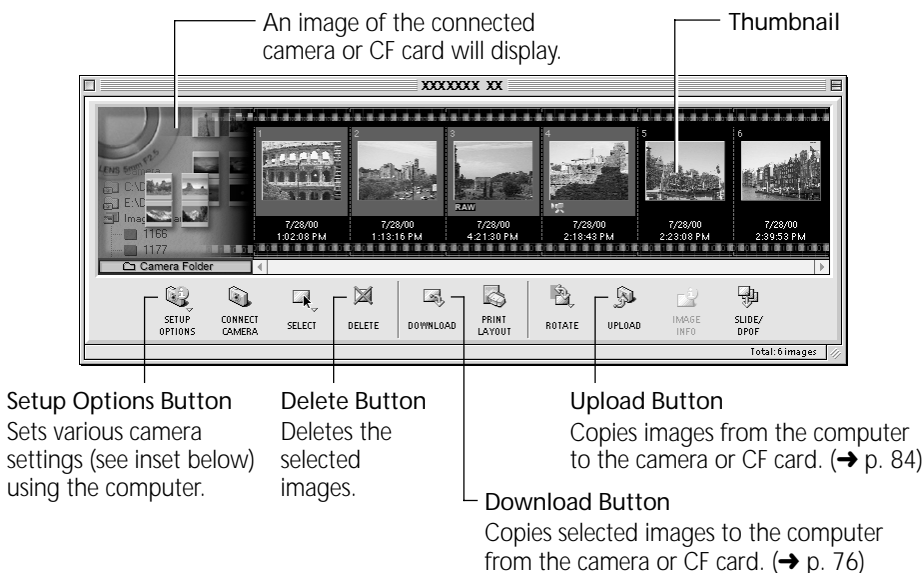 An image of the connected
camera or CF card will display.
Thumbnail
XXXXXXX XX
1
2
3
4
5
6
LENS 5mm F2.5
C:\D
E:\D
1166
1177
Camera Folder
RAW
7/28/00
1:02:08 PM
7/28/00
1:13:16 PM
7/28/00
4:21:30 PM
7/28/00
2:18:43 PM
7/28/00
2:23:08 PM
7/28/00
2:39:53 PM
SETUP
OPTIONS
CONNECT
CAMERA
SELECT
DELETE
DOWNLOAD
PRINT
LAYOUT
ROTATE
UPLOAD
IMAGE
INFO
SLIDE/
DPOF
Total:6images
Setup Options Button
Sets various camera
settings (see inset below)
using the computer.
Delete Button
Deletes the
selected
images.
Upload Button
Copies images from the computer
to the camera or CF card. (➜ p. 84)
Download Button
Copies selected images to the computer
from the camera or CF card. (➜ p. 76)